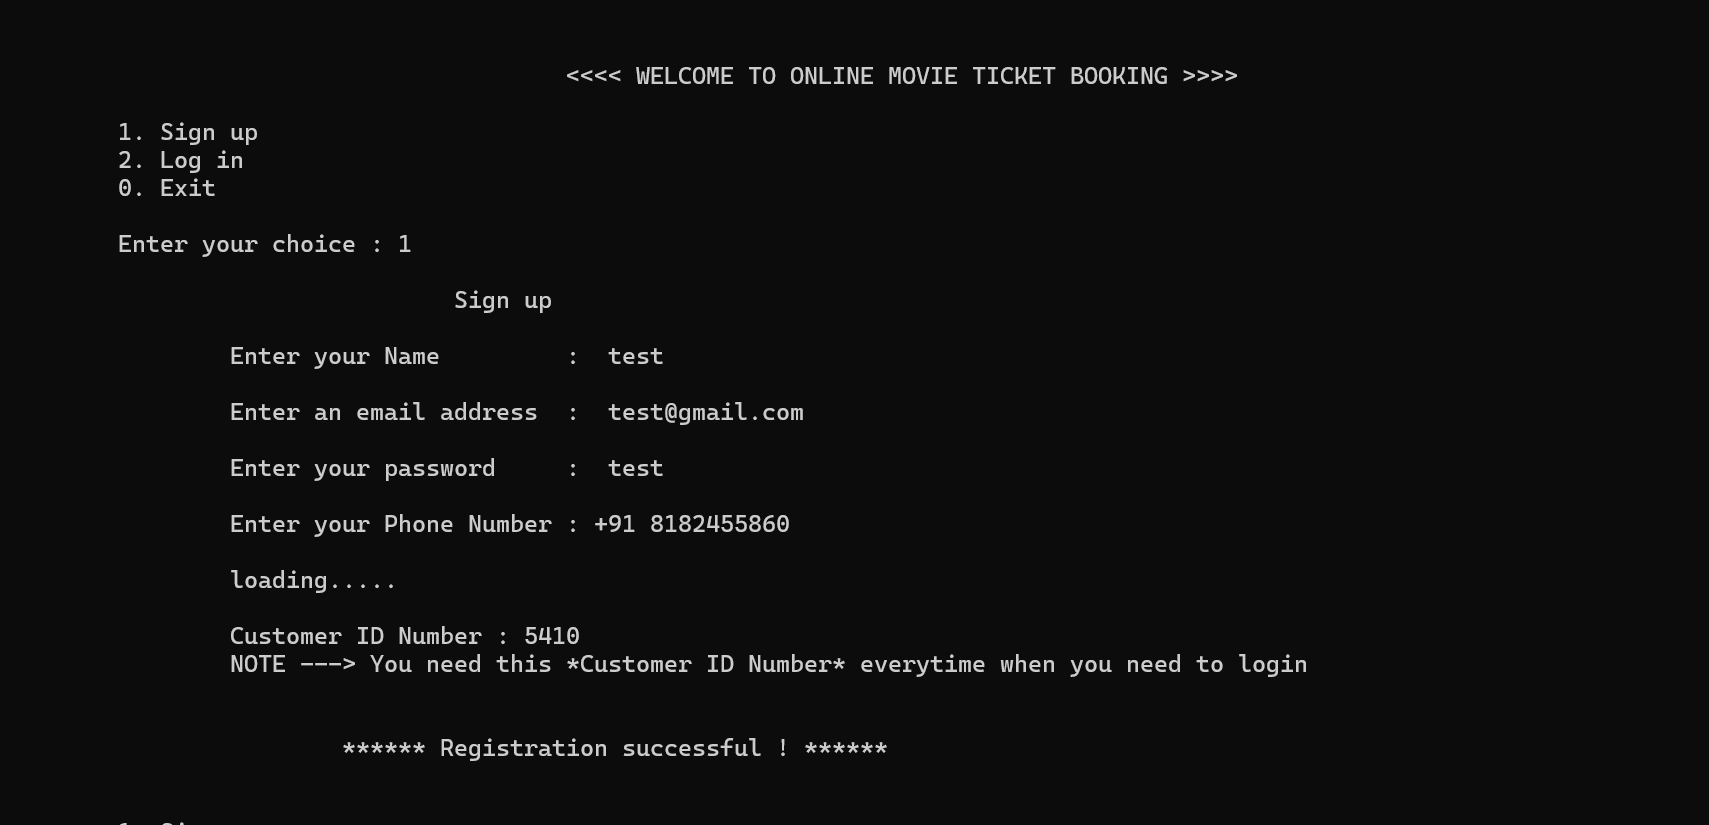 <<<< WELCOME TO ONLINE MOVIE TICKET BOOKING >>>>
1. Sign up
2. Log in
0. Exit
Enter your choice : 1
Sign up
Enter your Name : test
Enter an email address : test@gmail.com
Enter your password : test
Enter your Phone Number : +91 8182455860
loading.....
Customer ID Number : 5410
NOTE ---> You need this *Customer ID Number* everytime when you need to login
****** Registration successful ! ******